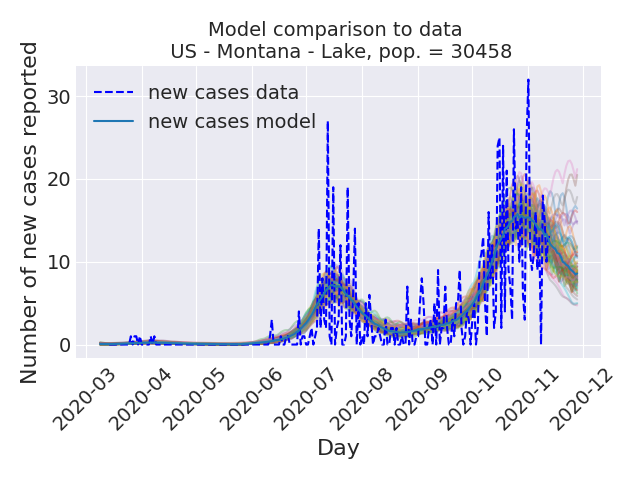 Model comparison to data
US - Montana - Lake, pop. = 30458
Number of new cases reported
30
20
10
0
new cases data
new cases model
2020-03
2020-04
2020-05
2020-06
2020-07
2020-08
2020-09
2020-10
2020-11
2020-12
Day